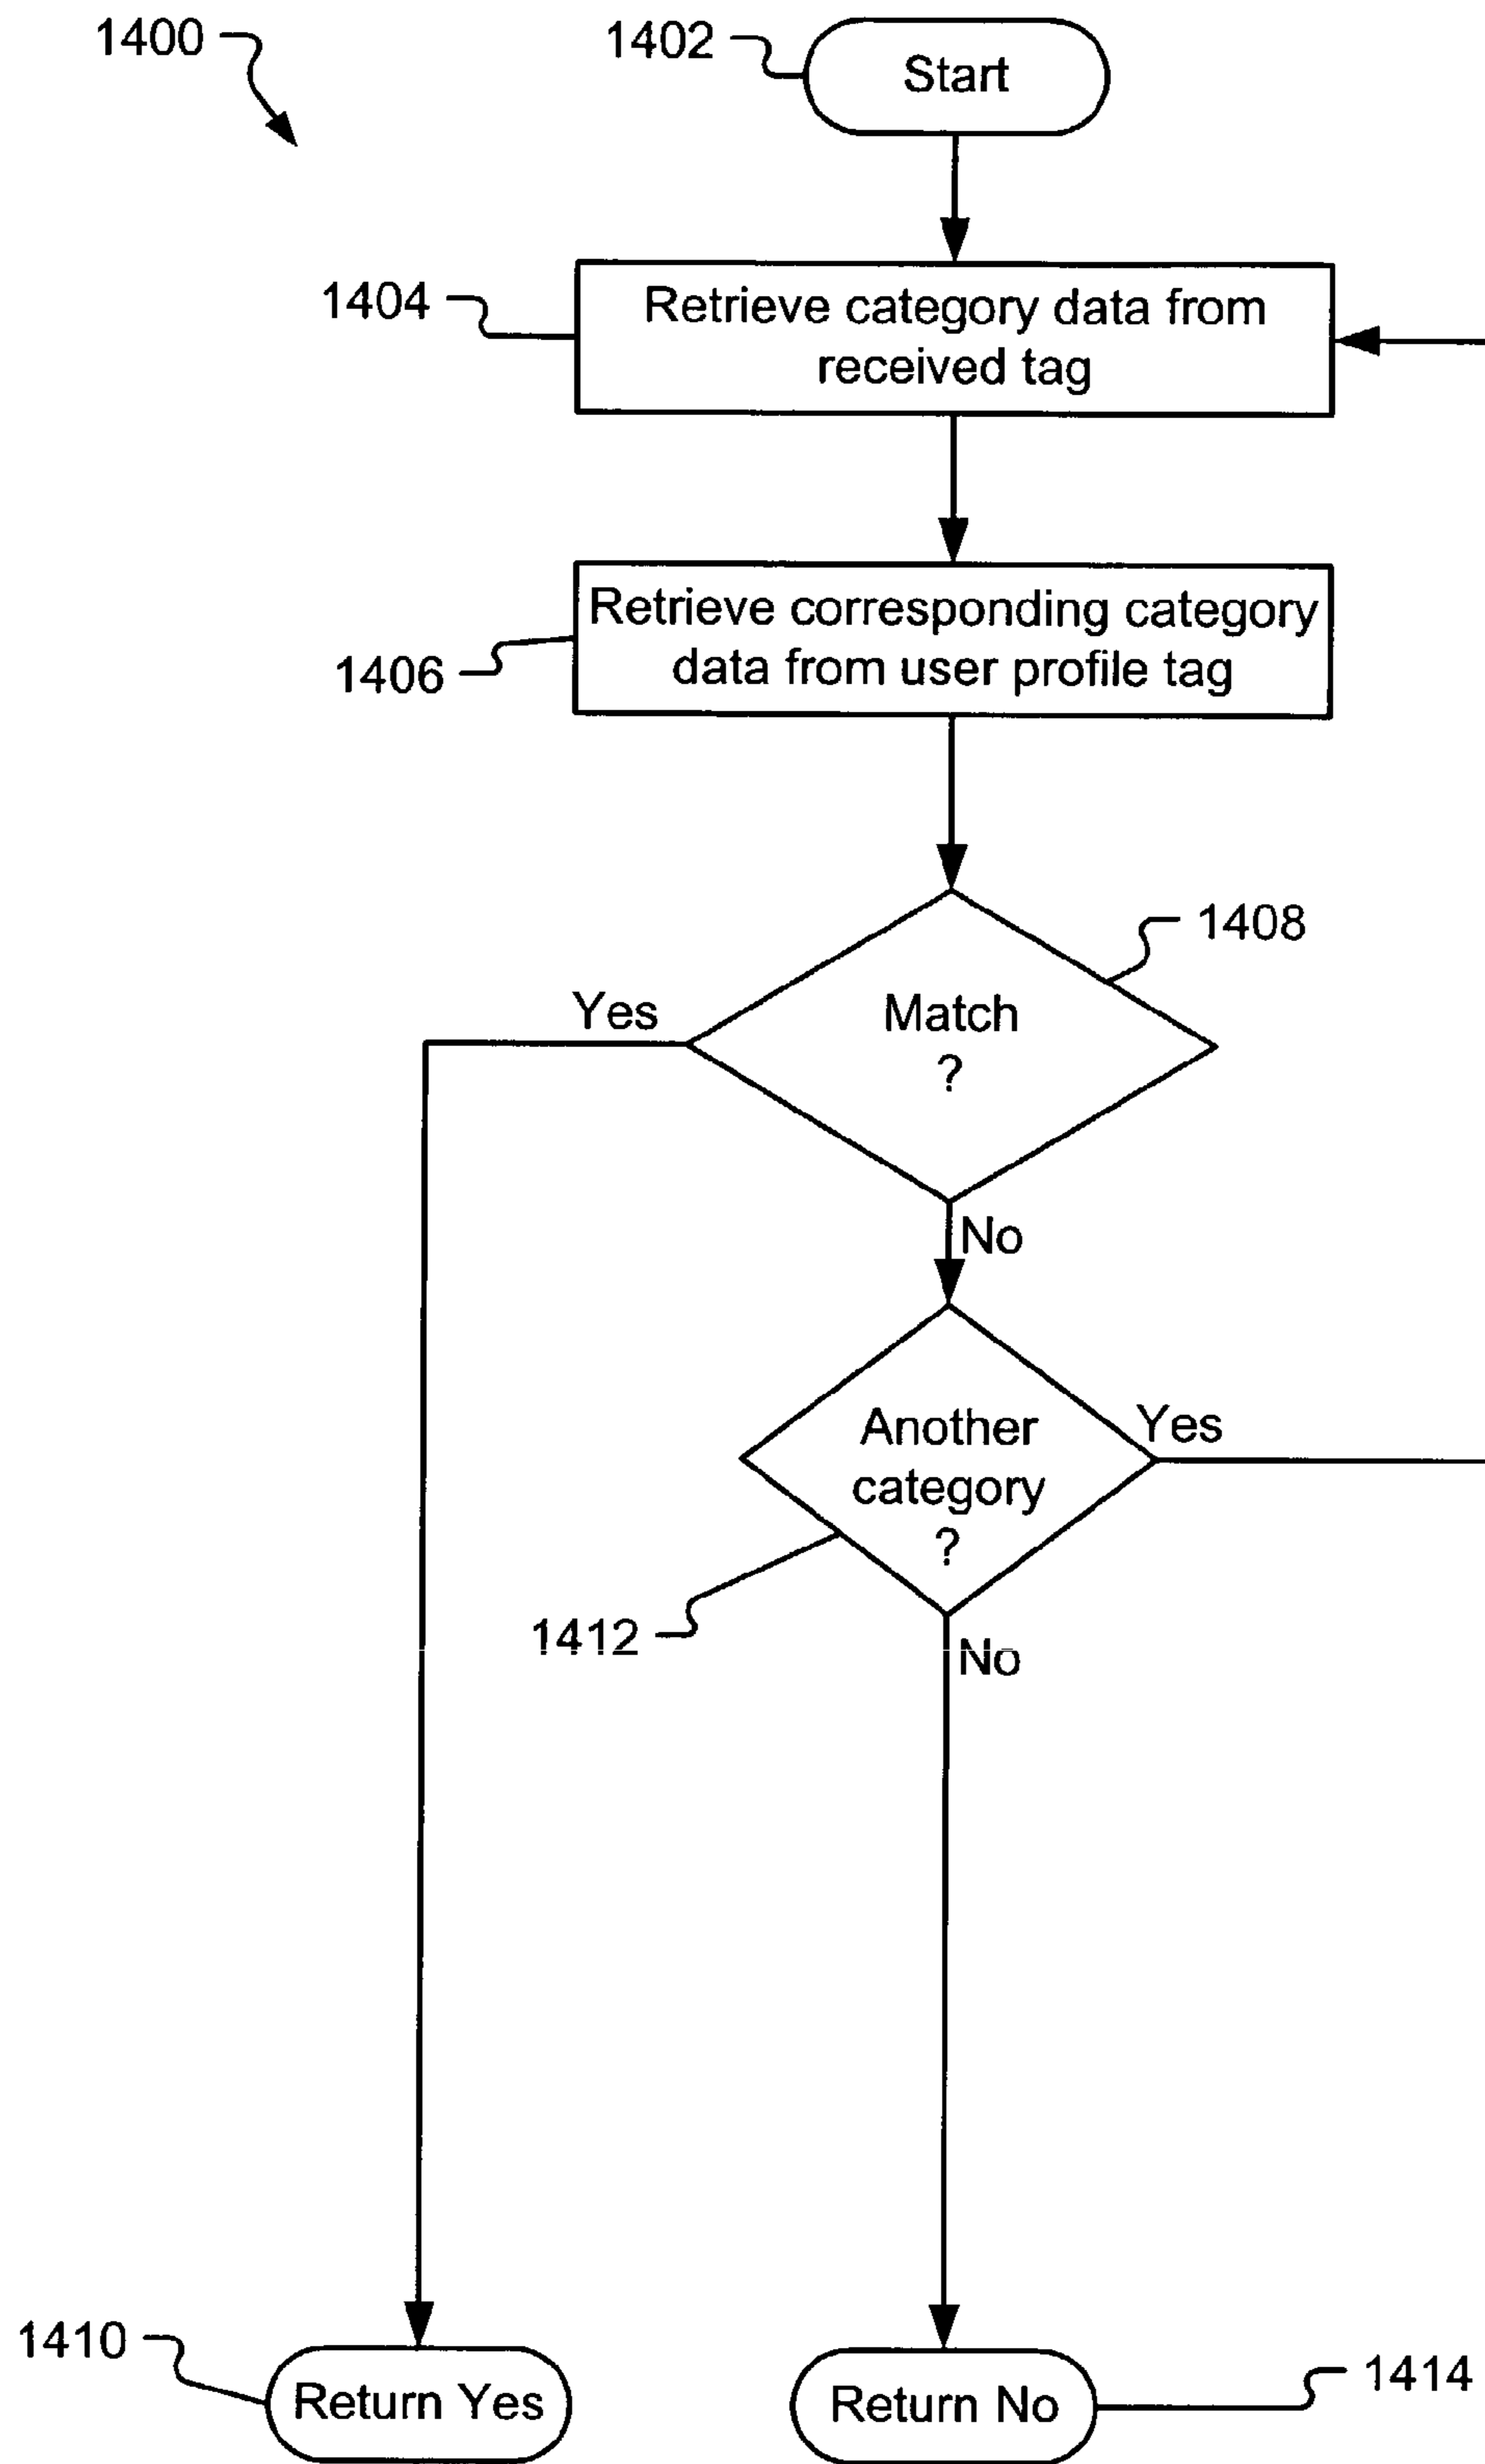 1400
1402
Start
1404
Retrieve category data from
received tag
1406
Retrieve corresponding category
data from user profile tag
1408
Match
?
Yes
No
Another
category
?
Yes
1412
No
1410
Return Yes
Return No
1414